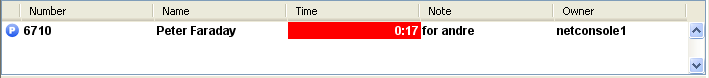 Number Name Time Note Owner
P 6710 Peter Faraday 0:17 for andre netconsole1